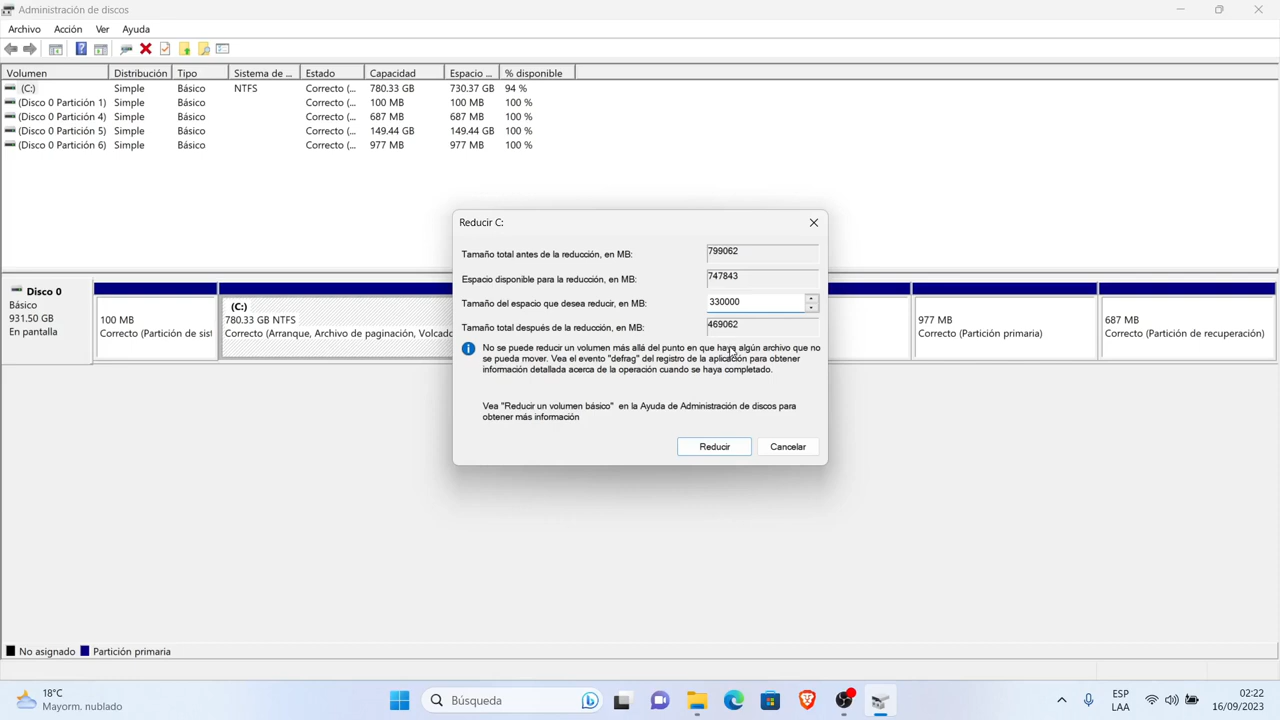 Administración de discos
Archivo Acción Ver Ayuda
Volumen Distribución Tipo Sistema de ... Estado Capacidad Espacio ... % disponible
(C:) Simple Básico NTFS Correcto (... 780.33 GB 730.37 GB 94 %
(Disco 0 Partición 1) Simple Básico Correcto (... 100 MB 100 MB 100 %
(Disco 0 Partición 4) Simple Básico Correcto (... 687 MB 687 MB 100 %
(Disco 0 Partición 5) Simple Básico Correcto (... 149.44 GB 149.44 GB 100 %
(Disco 0 Partición 6) Simple Básico Correcto (... 977 MB 977 MB 100 %
Reducir C:
Tamaño total antes de la reducción, en MB: 799062
Espacio disponible para la reducción, en MB: 747843
Tamaño del espacio que desea reducir, en MB: 330000
Tamaño total después de la reducción, en MB: 469062
No se puede reducir un volumen más allá del punto en que haya algún archivo que no
se pueda mover. Vea el evento "defrag" del registro de la aplicación para obtener
información detallada acerca de la operación cuando se haya completado.
Vea "Reducir un volumen básico" en la Ayuda de Administración de discos para
obtener más información
Reducir Cancelar
Disco 0
Básico
931.50 GB
En pantalla
100 MB
Correcto (Partición de sist
(C:)
780.33 GB NTFS
Correcto (Arranque, Archivo de paginación, Volcado
977 MB
Correcto (Partición primaria)
687 MB
Correcto (Partición de recuperación)
No asignado Partición primaria
18°C
Mayorm. nublado
Búsqueda
ESP
LAA
02:22
16/09/2023